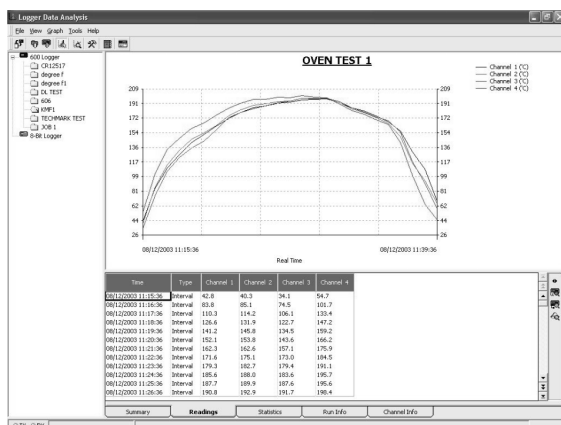 Logger Data Analysis
File View Graph Tools Help
600 Logger
CR12517
degree f
degree f1
DL TEST
606
KMF1
TECHMARK TEST
JOB 1
8-Bit Logger
OVEN TEST 1
Channel 1 (°C)
Channel 2 (°C)
Channel 3 (°C)
Channel 4 (°C)
209 209
191 191
172 172
154 154
136 136
117 117
99 99
81 81
62 62
44 44
26 26
08/12/2003 11:15:36 08/12/2003 11:39:36
Real Time
Time Type Channel 1 Channel 2 Channel 3 Channel 4
08/12/2003 11:15:36 Interval 42.8 40.3 34.1 54.7
08/12/2003 11:16:36 Interval 83.8 85.1 74.5 101.7
08/12/2003 11:17:36 Interval 110.3 114.2 106.1 133.4
08/12/2003 11:18:36 Interval 126.6 131.9 122.7 147.2
08/12/2003 11:19:36 Interval 141.2 145.8 134.5 159.2
08/12/2003 11:20:36 Interval 152.1 153.8 143.6 166.2
08/12/2003 11:21:36 Interval 162.3 162.6 157.1 175.9
08/12/2003 11:22:36 Interval 171.6 175.1 173.0 184.5
08/12/2003 11:23:36 Interval 179.3 182.7 179.4 191.1
08/12/2003 11:24:36 Interval 185.6 188.0 183.6 195.7
08/12/2003 11:25:36 Interval 187.7 189.9 187.6 195.6
08/12/2003 11:26:36 Interval 190.8 192.9 191.7 198.4
Summary Readings Statistics Run Info Channel Info